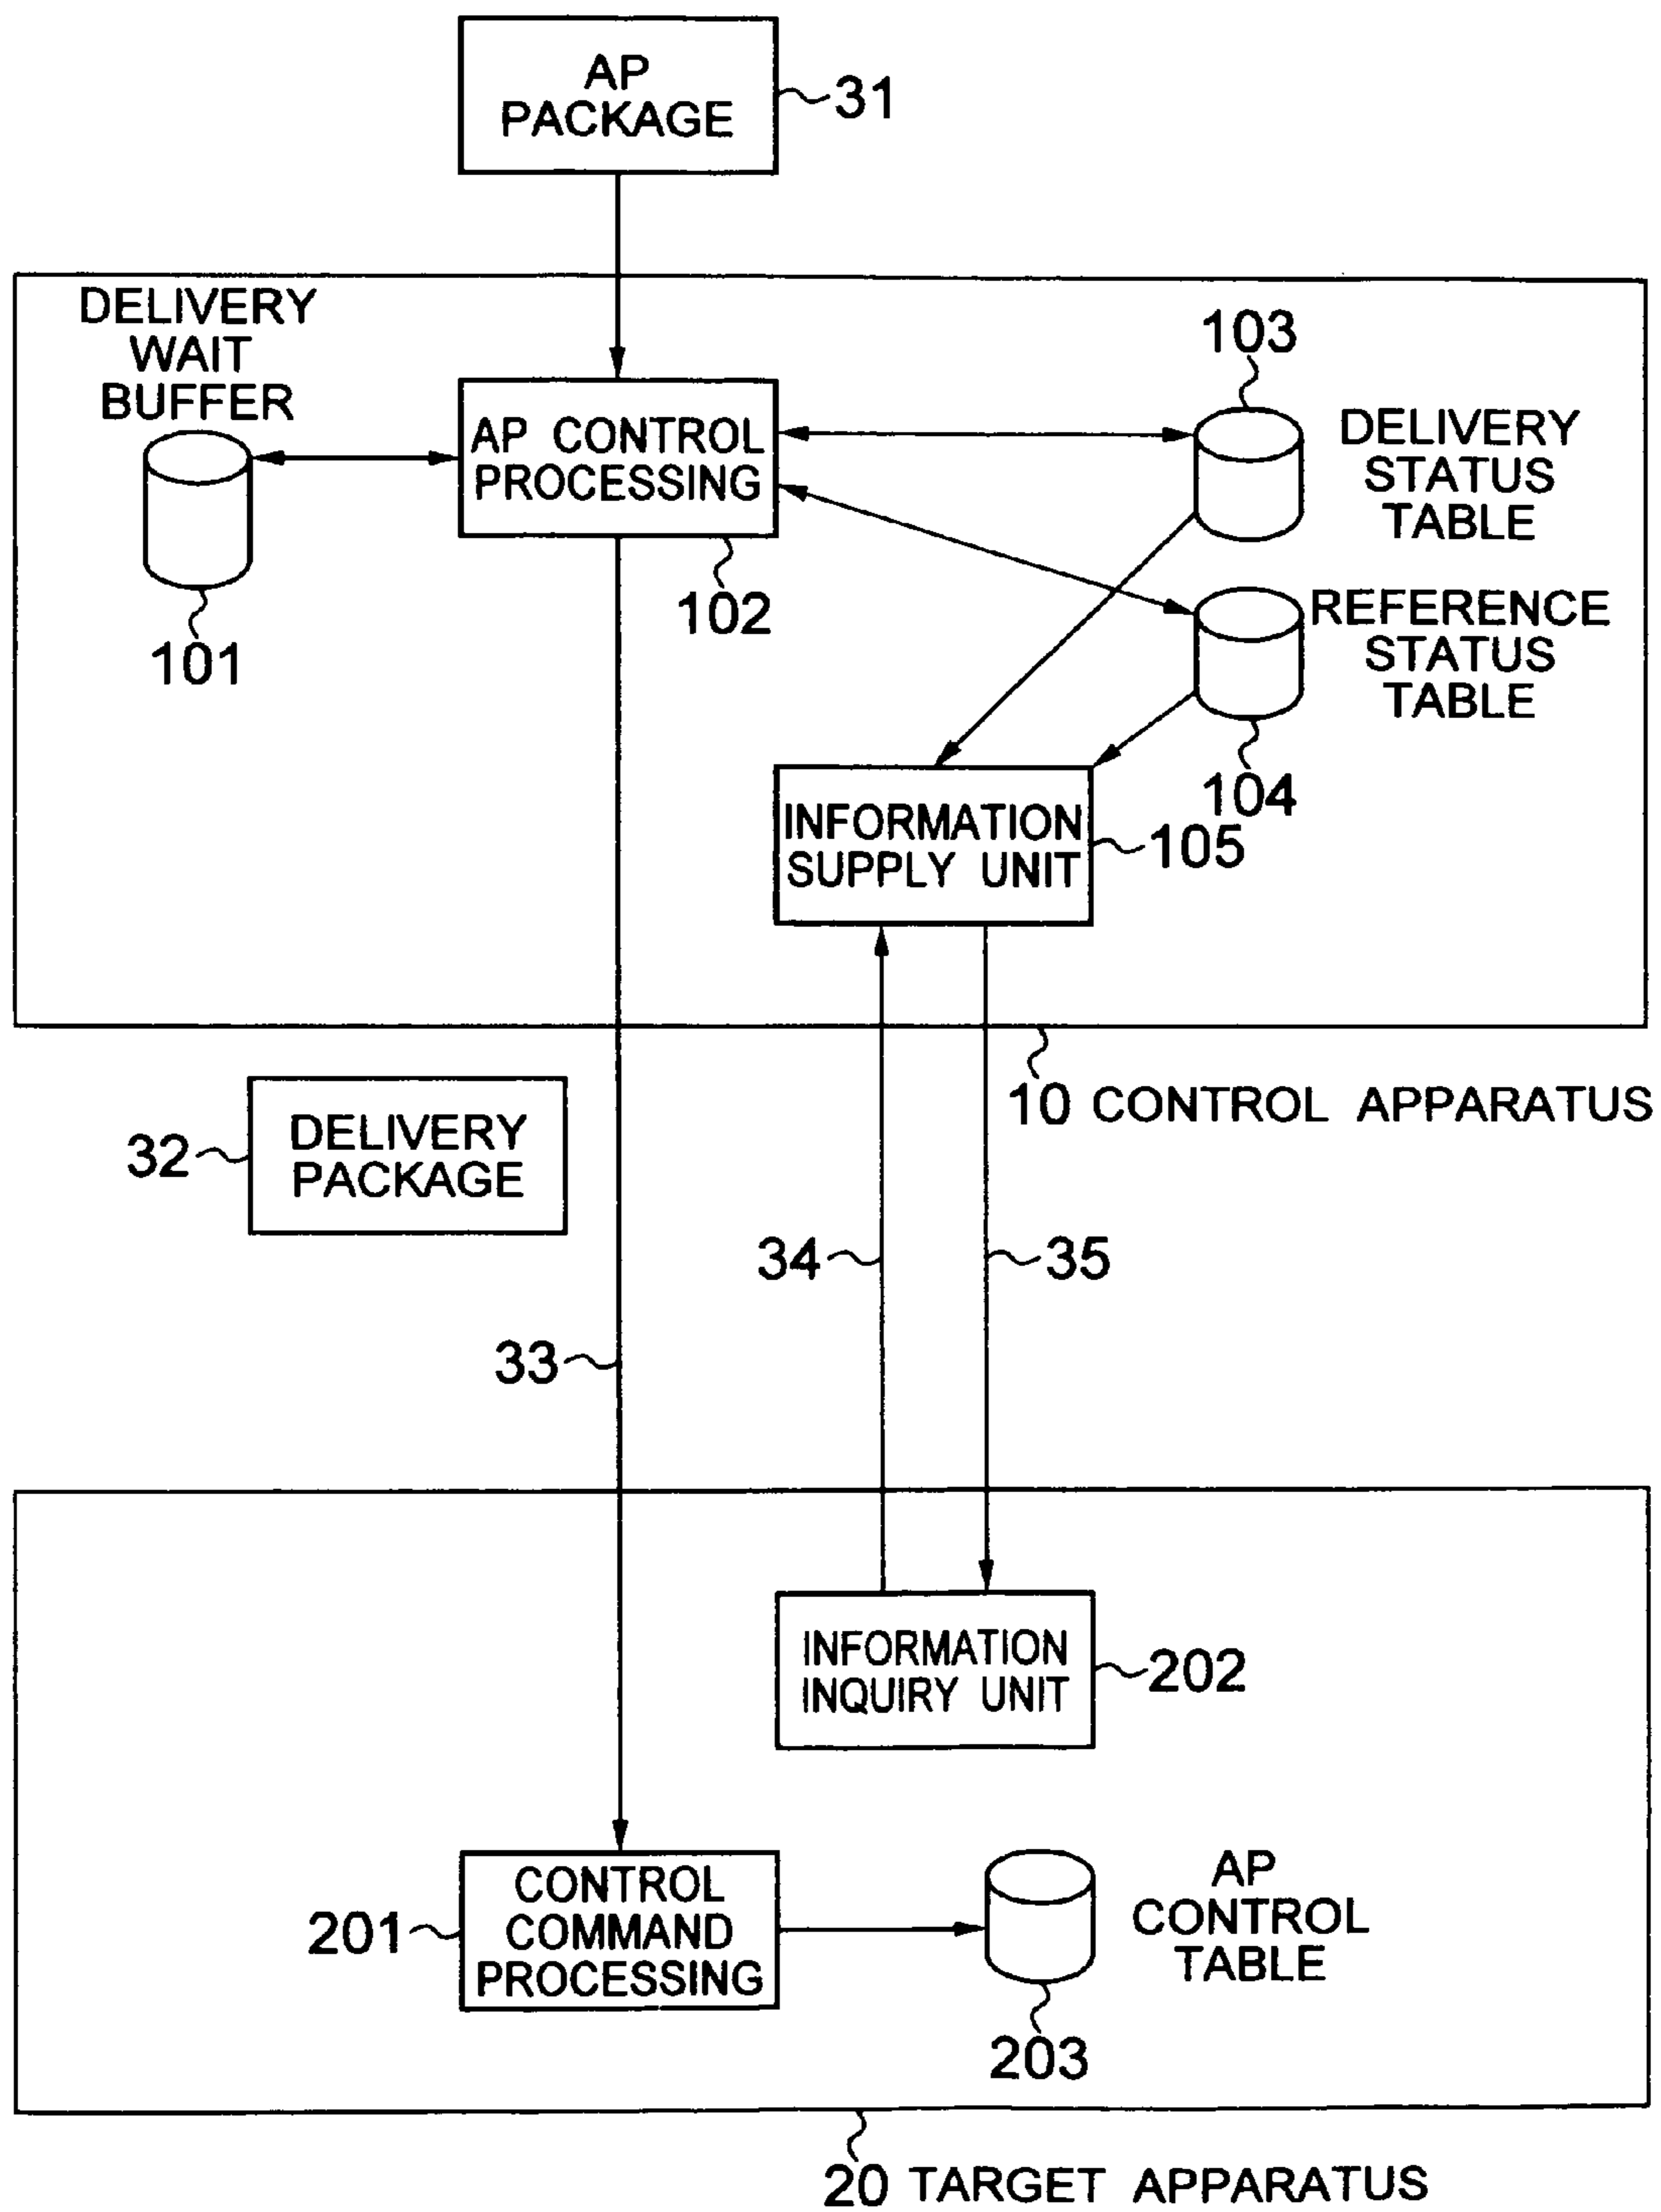 AP
PACKAGE
31
DELIVERY
WAIT
BUFFER
101
AP CONTROL
PROCESSING
102
103
DELIVERY
STATUS
TABLE
REFERENCE
STATUS
TABLE
104
INFORMATION
SUPPLY UNIT
105
10 CONTROL APPARATUS
32
DELIVERY
PACKAGE
34
35
33
INFORMATION
INQUIRY UNIT
202
201
CONTROL
COMMAND
PROCESSING
AP
CONTROL
TABLE
203
20 TARGET APPARATUS